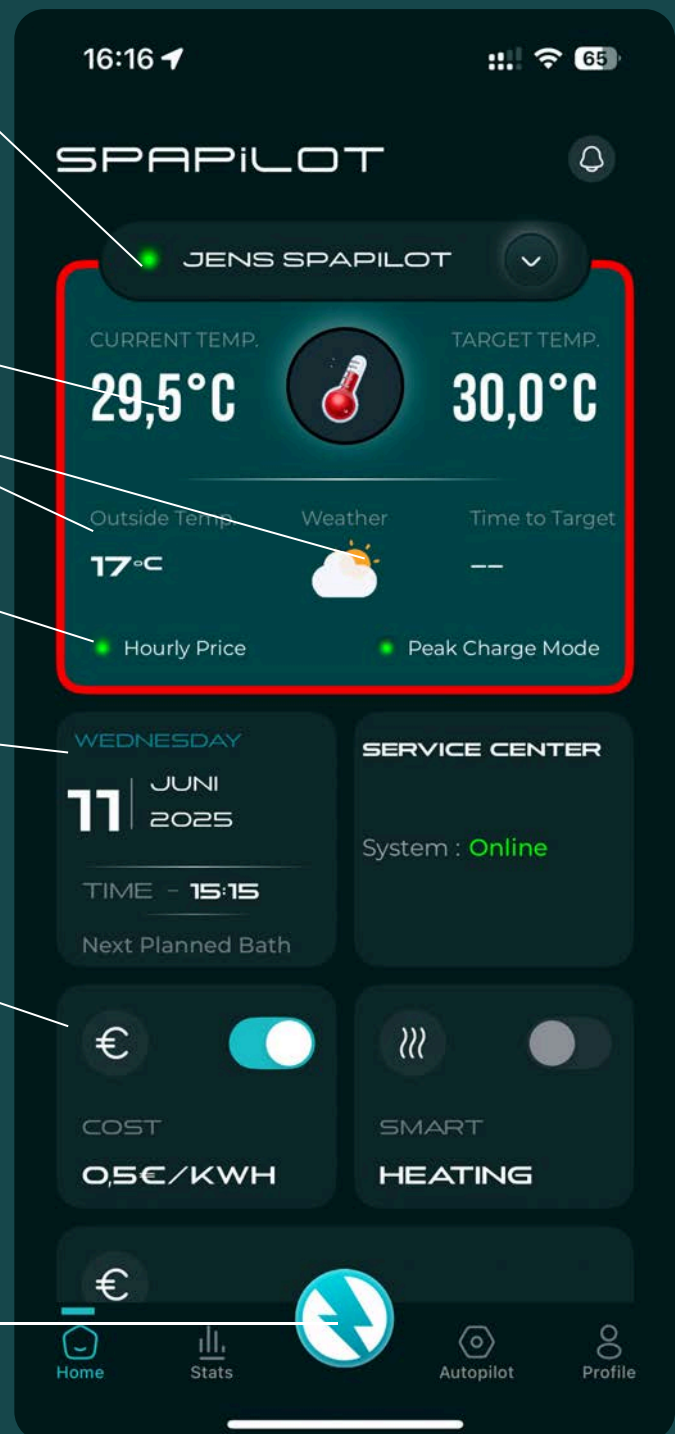 16:16
65
SPAPiLOT
JENS SPAPILOT
CURRENT TEMP.
TARGET TEMP.
29,5°C
30,0°C
Outside Temp.
Weather
Time to Target
17°C
--
Hourly Price
Peak Charge Mode
WEDNESDAY
11
JUNI
2025
TIME - 15:15
Next Planned Bath
SERVICE CENTER
System : Online
€
COST
0,5€/KWH
SMART
HEATING
€
Home
Stats
Autopilot
Profile